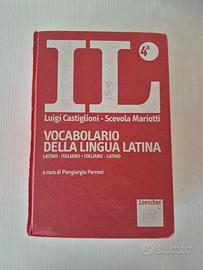 IL
4ª
Luigi Castiglioni - Scevola Mariotti
VOCABOLARIO
DELLA LINGUA LATINA
LATINO • ITALIANO • ITALIANO • LATINO
a cura di Piergiorgio Parroni
Loescher
SUBITO